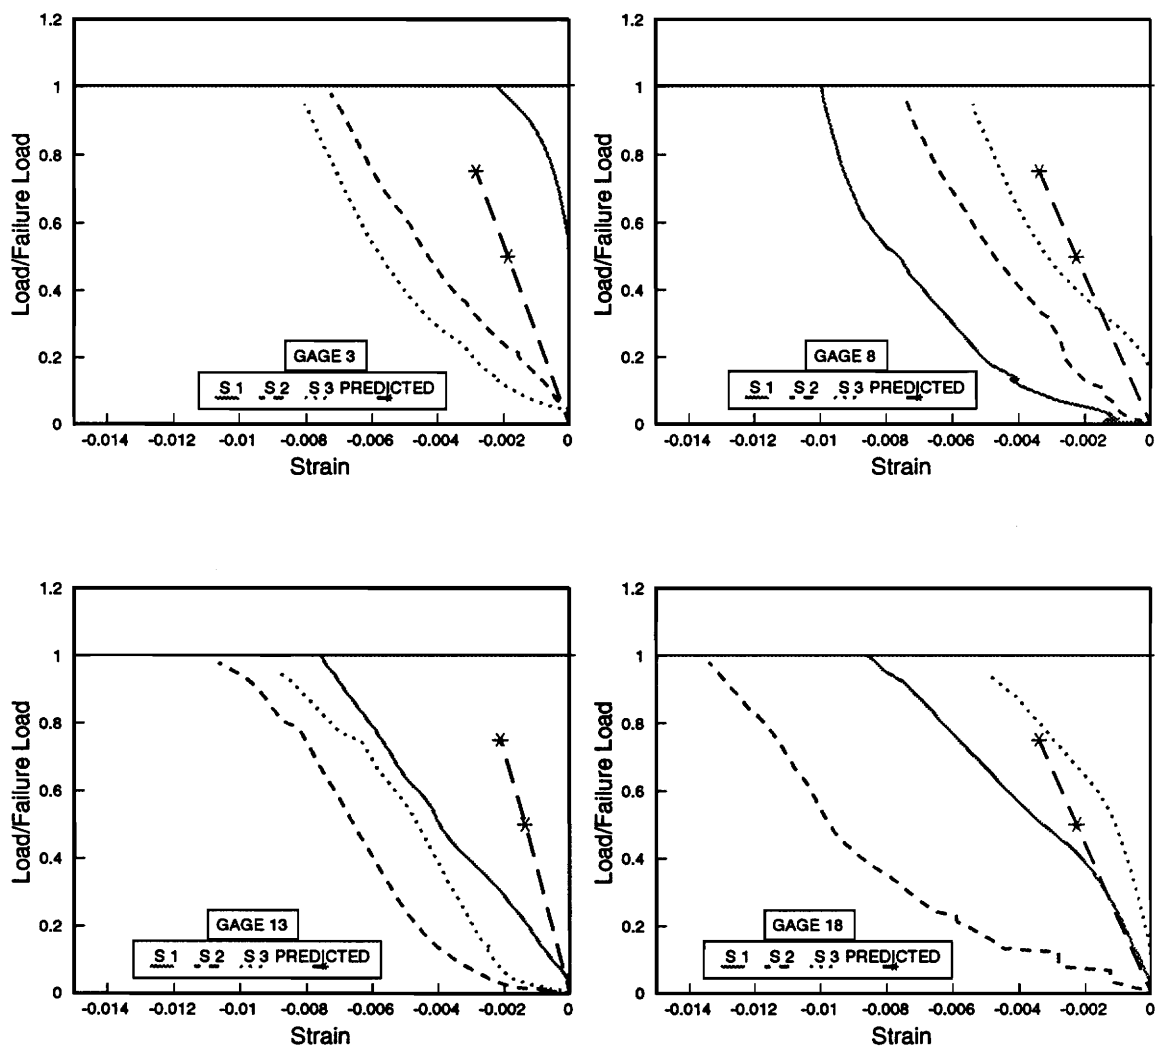 1.2
1
0.8
0.6
0.4
0.2
0
Load/Failure Load
GAGE 3
S 1 S 2 S 3 PREDICTED
-0.014 -0.012 -0.01 -0.008 -0.006 -0.004 -0.002 0
Strain
1.2
1
0.8
0.6
0.4
0.2
0
Load/Failure Load
GAGE 8
S 1 S 2 S 3 PREDICTED
-0.014 -0.012 -0.01 -0.008 -0.006 -0.004 -0.002 0
Strain
1.2
1
0.8
0.6
0.4
0.2
0
Load/Failure Load
GAGE 13
S 1 S 2 S 3 PREDICTED
-0.014 -0.012 -0.01 -0.008 -0.006 -0.004 -0.002 0
Strain
1.2
1
0.8
0.6
0.4
0.2
0
Load/Failure Load
GAGE 18
S 1 S 2 S 3 PREDICTED
-0.014 -0.012 -0.01 -0.008 -0.006 -0.004 -0.002 0
Strain